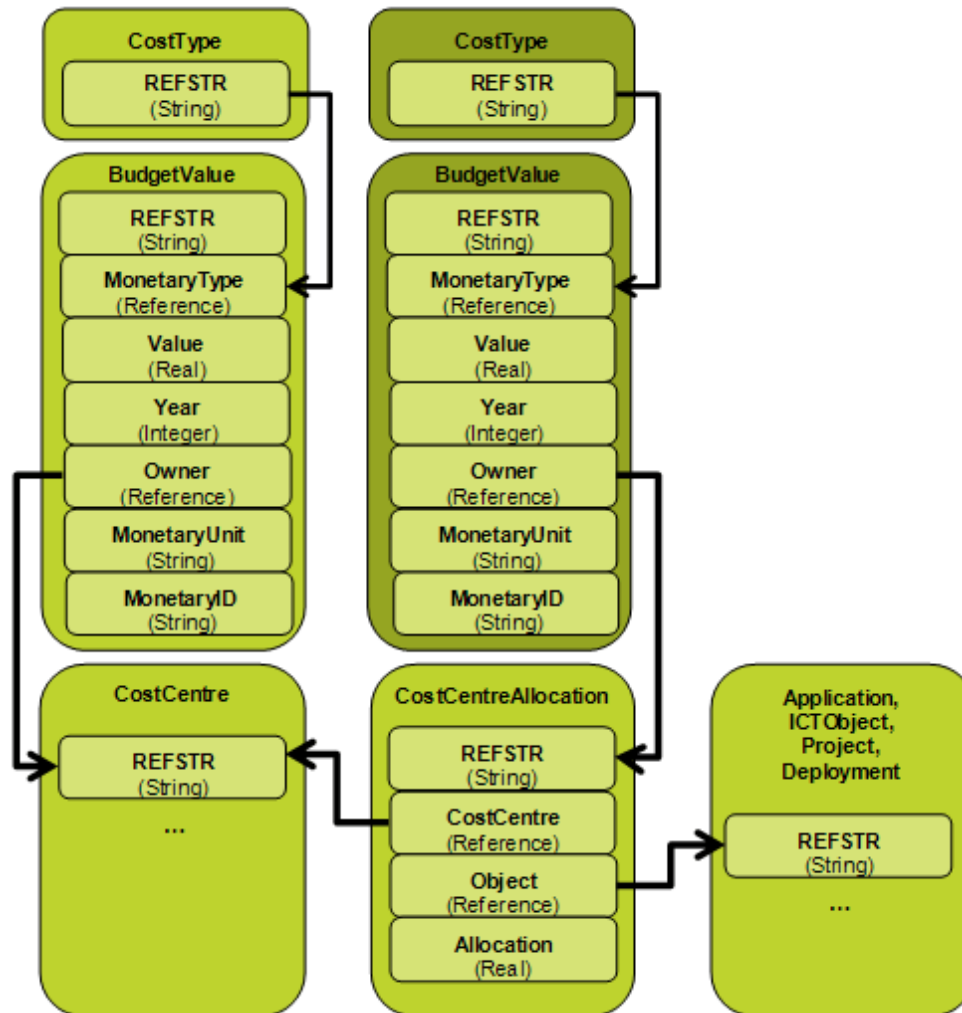 CostType
REFSTR
(String)
BudgetValue
REFSTR
(String)
MonetaryType
(Reference)
Value
(Real)
Year
(Integer)
Owner
(Reference)
MonetaryUnit
(String)
MonetaryID
(String)
CostCentre
REFSTR
(String)
...
CostType
REFSTR
(String)
BudgetValue
REFSTR
(String)
MonetaryType
(Reference)
Value
(Real)
Year
(Integer)
Owner
(Reference)
MonetaryUnit
(String)
MonetaryID
(String)
CostCentreAllocation
REFSTR
(String)
CostCentre
(Reference)
Object
(Reference)
Allocation
(Real)
Application,
ICTObject,
Project,
Deployment
REFSTR
(String)
...